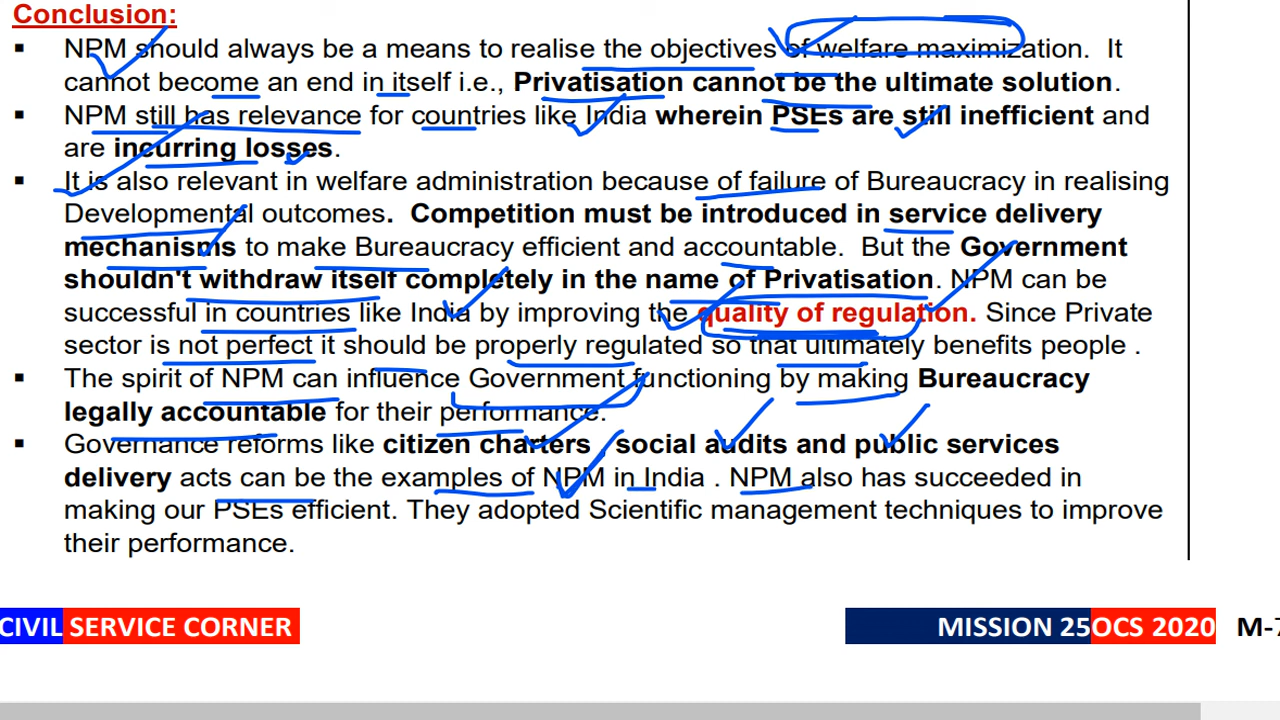 Conclusion:
▪ NPM should always be a means to realise the objectives of welfare maximization. It
cannot become an end in itself i.e., Privatisation cannot be the ultimate solution.
▪ NPM still has relevance for countries like India wherein PSEs are still inefficient and
are incurring losses.
▪ It is also relevant in welfare administration because of failure of Bureaucracy in realising
Developmental outcomes. Competition must be introduced in service delivery
mechanisms to make Bureaucracy efficient and accountable. But the Government
shouldn't withdraw itself completely in the name of Privatisation. NPM can be
successful in countries like India by improving the quality of regulation. Since Private
sector is not perfect it should be properly regulated so that ultimately benefits people .
▪ The spirit of NPM can influence Government functioning by making Bureaucracy
legally accountable for their performance.
▪ Governance reforms like citizen charters , social audits and public services
delivery acts can be the examples of NPM in India . NPM also has succeeded in
making our PSEs efficient. They adopted Scientific management techniques to improve
their performance.
CIVIL SERVICE CORNER MISSION 25OCS 2020